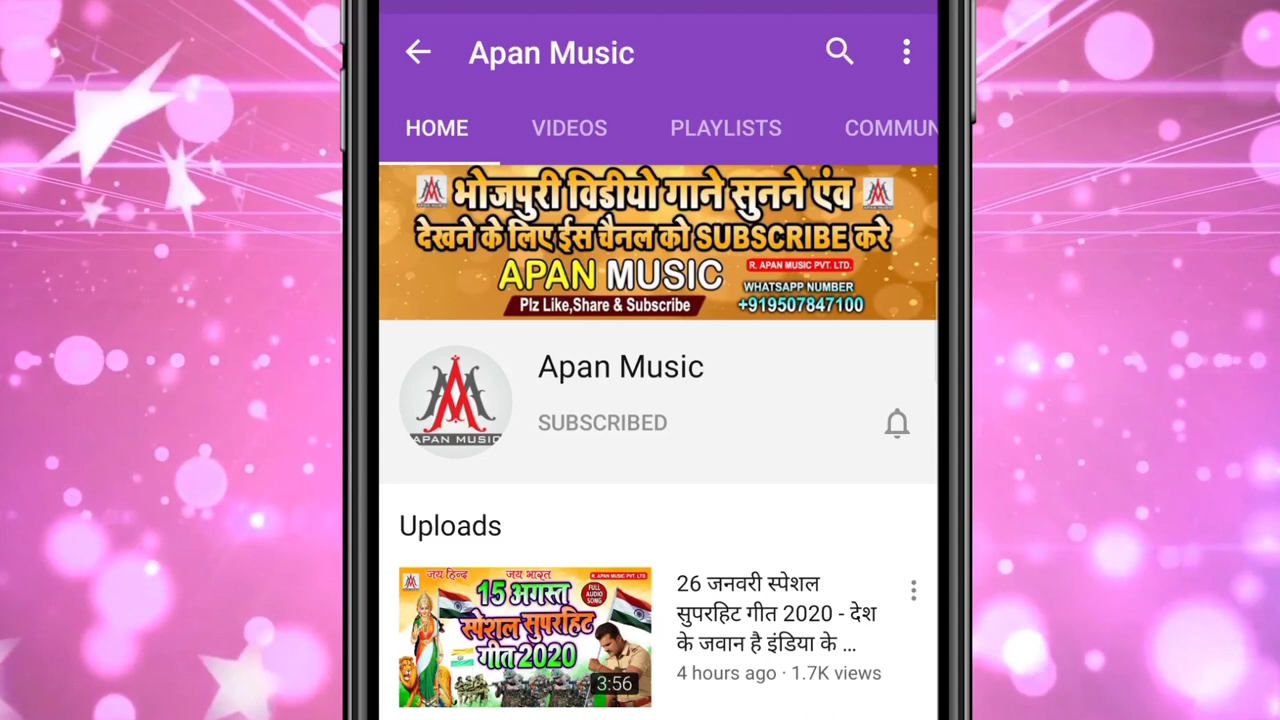 Apan Music
HOME VIDEOS PLAYLISTS COMMUN
भोजपुरी विडीयो गाने सुनने एंव
देखने के लिए ईस चैनल को SUBSCRIBE करे
APAN MUSIC
R. APAN MUSIC PVT. LTD.
WHATSAPP NUMBER
+919507847100
Plz Like,Share & Subscribe
Apan Music
SUBSCRIBED
APAN MUSIC
Uploads
जय हिन्द जय भारत
R. APAN MUSIC PVT. LTD
15 अगस्त
FULL
AUDIO
SONG
स्पेशल सुपरहिट
गीत 2020
3:56
26 जनवरी स्पेशल
सुपरहिट गीत 2020 - देश
के जवान है इंडिया के ...
4 hours ago · 1.7K views